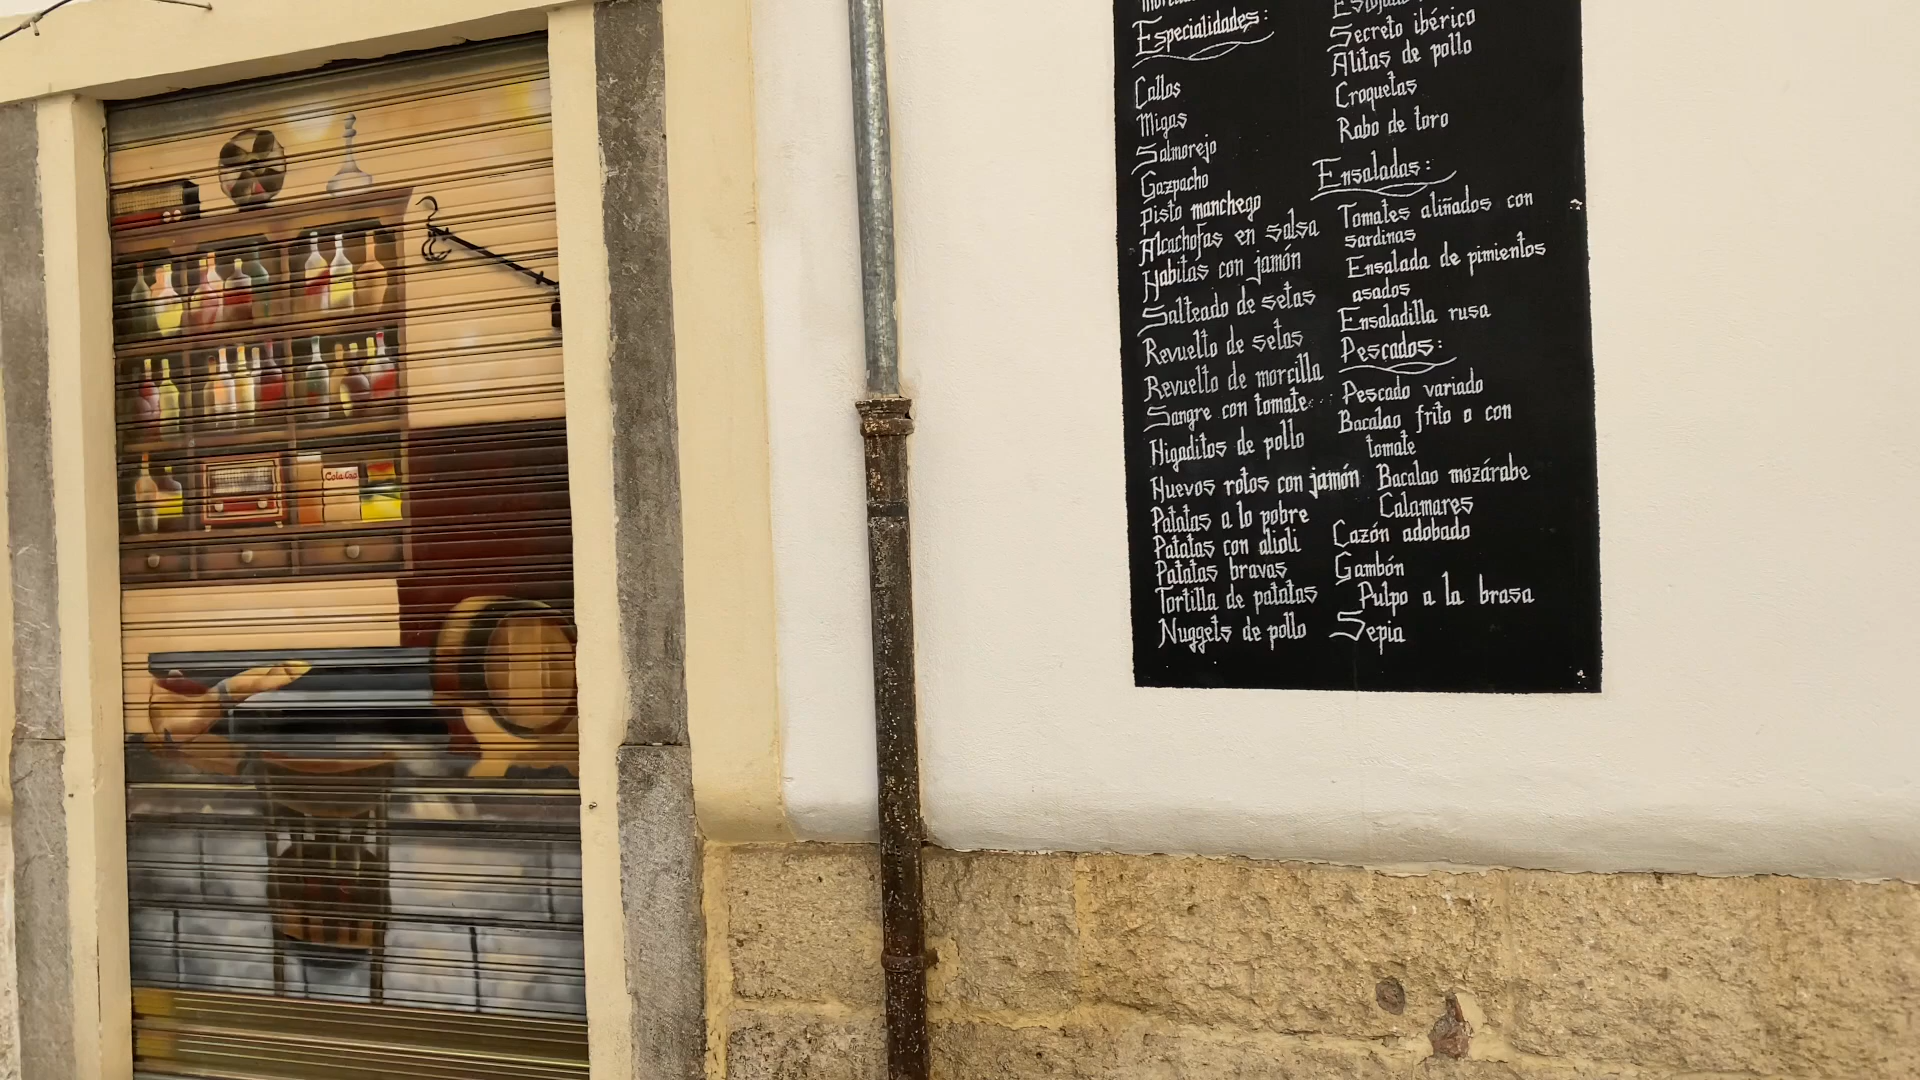 Especialidades:
Callos
Migas
Salmorejo
Gazpacho
pisto manchego
Alcachofas en salsa
Habitas con jamón
Salteado de setas
Revuelto de setas
Revuelto de morcilla
Sangre con tomate
Higaditos de pollo
Huevos rotos con jamón
Patatas a lo pobre
Patatas con alioli
Patatas bravas
Tortilla de patatas
Nuggets de pollo
Secreto ibérico
Alitas de pollo
Croquetas
Rabo de toro
Ensaladas:
Tomates aliñados con
sardinas
Ensalada de pimientos
asados
Ensaladilla rusa
Pescados:
Pescado variado
Bacalao frito o con
tomate
Bacalao mozárabe
Calamares
Cazón adobado
Gambón
Pulpo a la brasa
Sepia
Cola Cao